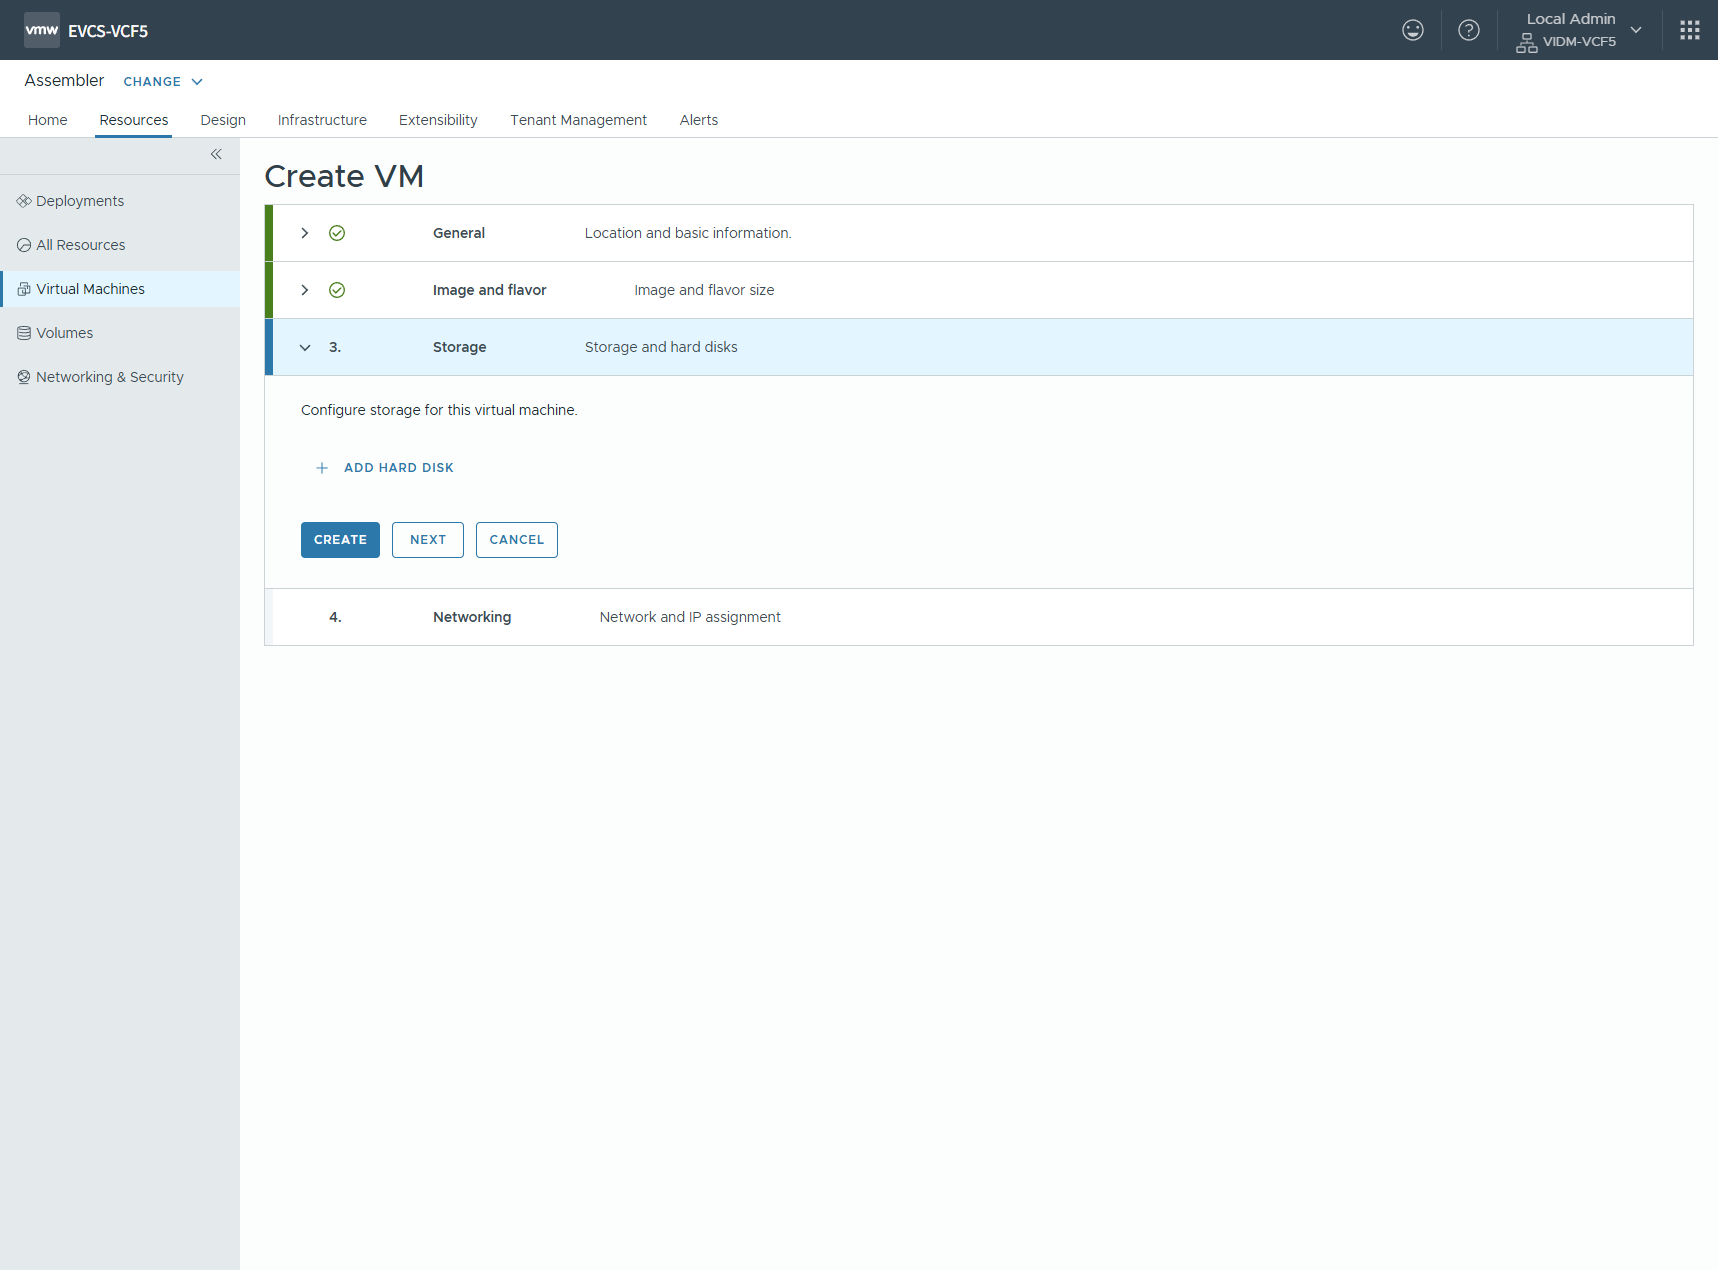 vmw EVCS-VCF5
Local Admin
VIDM-VCF5
Assembler CHANGE
Home Resources Design Infrastructure Extensibility Tenant Management Alerts
Deployments
All Resources
Virtual Machines
Volumes
Networking & Security
Create VM
General Location and basic information.
Image and flavor Image and flavor size
3. Storage Storage and hard disks
Configure storage for this virtual machine.
ADD HARD DISK
CREATE NEXT CANCEL
4. Networking Network and IP assignment